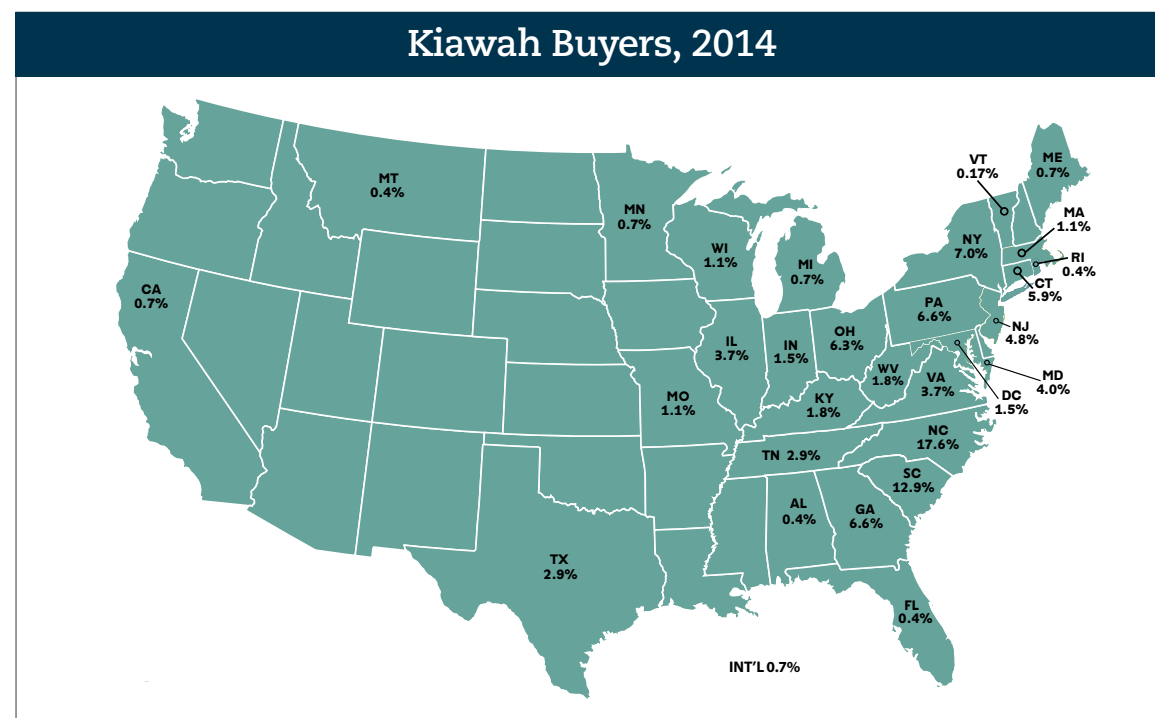 Kiawah Buyers, 2014
MT
0.4%
MN
0.7%
WI
1.1%
MI
0.7%
VT
0.17%
ME
0.7%
MA
1.1%
NY
7.0%
RI
0.4%
CT
5.9%
CA
0.7%
PA
6.6%
NJ
4.8%
IL
3.7%
IN
1.5%
OH
6.3%
WV
1.8%
VA
3.7%
MD
4.0%
DC
1.5%
MO
1.1%
KY
1.8%
NC
17.6%
TN 2.9%
SC
12.9%
AL
0.4%
GA
6.6%
TX
2.9%
FL
0.4%
INT'L 0.7%